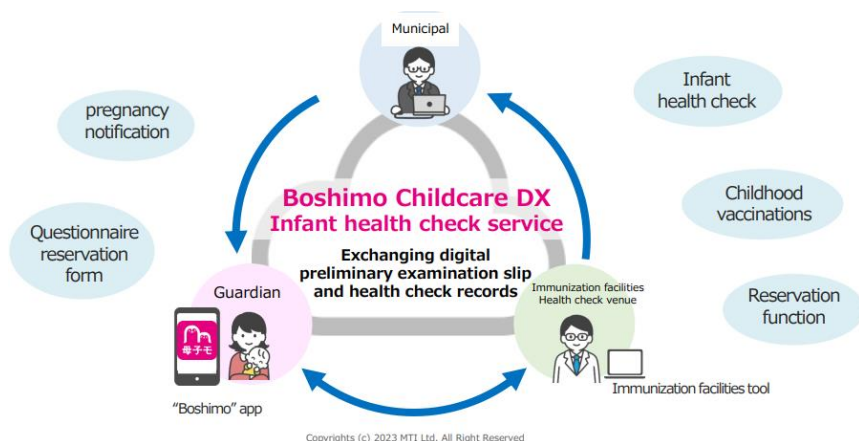 Municipal
pregnancy
notification
Infant
health check
Boshimo Childcare DX
Infant health check service
Childhood
vaccinations
Questionnaire
reservation
form
Exchanging digital
preliminary examination slip
and health check records
Guardian
母子モ
“Boshimo” app
Immunization facilities
Health check venue
Reservation
function
Immunization facilities tool
Copyrights (c) 2023 MTI Ltd. All Right Reserved